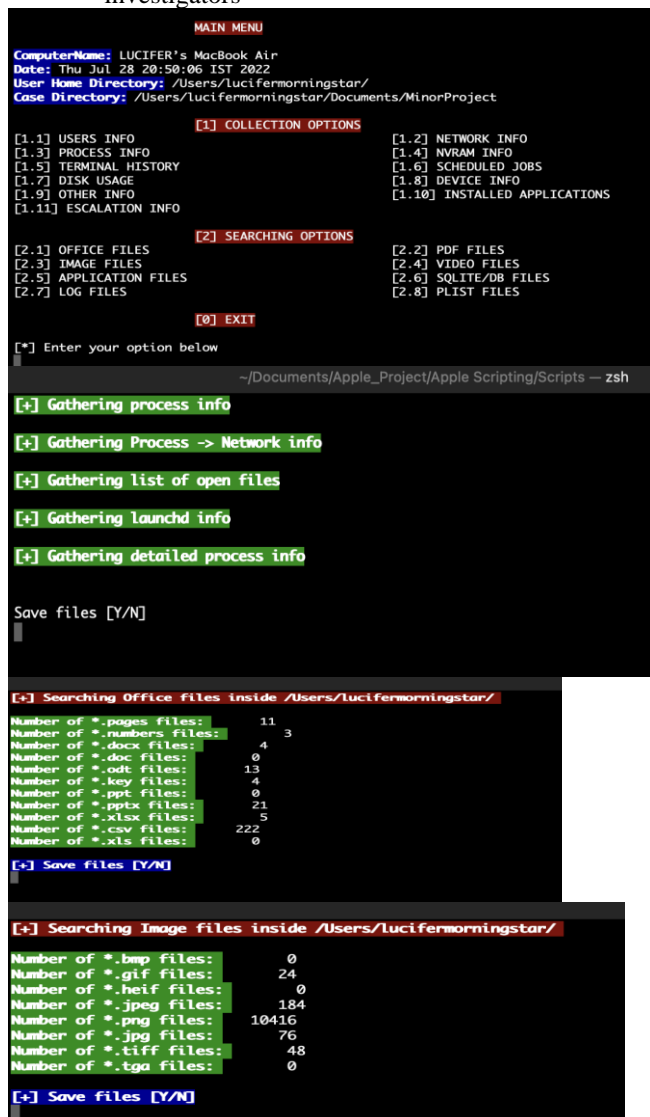 investigators
MAIN MENU
ComputerName: LUCIFER's MacBook Air
Date: Thu Jul 28 20:50:06 IST 2022
User Home Directory: /Users/lucifermorningstar/
Case Directory: /Users/lucifermorningstar/Documents/MinorProject
[1] COLLECTION OPTIONS
[1.1] USERS INFO [1.2] NETWORK INFO
[1.3] PROCESS INFO [1.4] NVRAM INFO
[1.5] TERMINAL HISTORY [1.6] SCHEDULED JOBS
[1.7] DISK USAGE [1.8] DEVICE INFO
[1.9] OTHER INFO [1.10] INSTALLED APPLICATIONS
[1.11] ESCALATION INFO
[2] SEARCHING OPTIONS
[2.1] OFFICE FILES [2.2] PDF FILES
[2.3] IMAGE FILES [2.4] VIDEO FILES
[2.5] APPLICATION FILES [2.6] SQLITE/DB FILES
[2.7] LOG FILES [2.8] PLIST FILES
[0] EXIT
[*] Enter your option below
~/Documents/Apple_Project/Apple Scripting/Scripts — zsh
[+] Gathering process info
[+] Gathering Process -> Network info
[+] Gathering list of open files
[+] Gathering launchd info
[+] Gathering detailed process info
Save files [Y/N]
[+] Searching Office files inside /Users/lucifermorningstar/
Number of *.pages files: 11
Number of *.numbers files: 3
Number of *.docx files: 4
Number of *.doc files: 0
Number of *.odt files: 13
Number of *.key files: 4
Number of *.ppt files: 0
Number of *.pptx files: 21
Number of *.xlsx files: 5
Number of *.csv files: 222
Number of *.xls files: 0
[+] Save files [Y/N]
[+] Searching Image files inside /Users/lucifermorningstar/
Number of *.bmp files: 0
Number of *.gif files: 24
Number of *.heif files: 0
Number of *.jpeg files: 184
Number of *.png files: 10416
Number of *.jpg files: 76
Number of *.tiff files: 48
Number of *.tga files: 0
[+] Save files [Y/N]